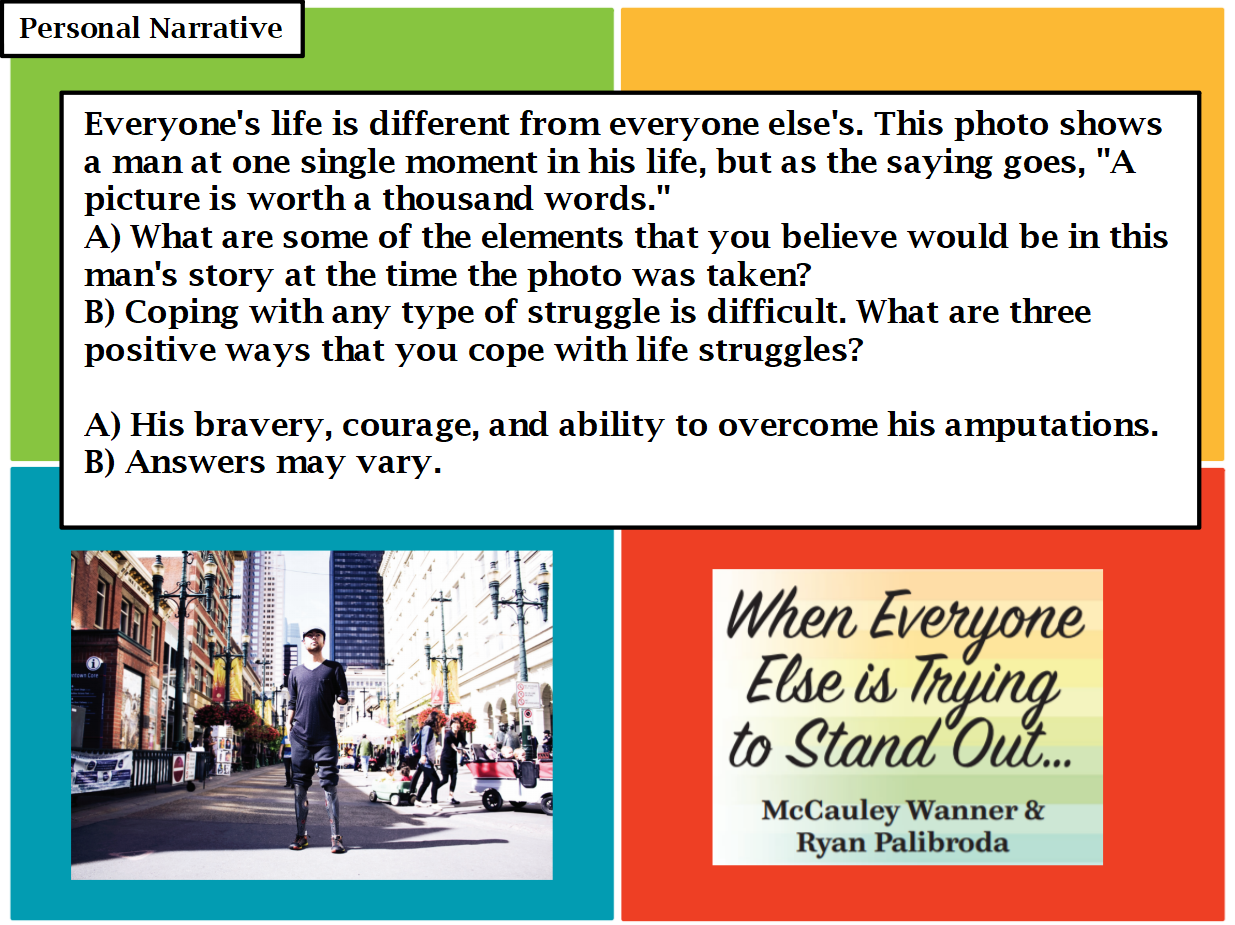 Personal Narrative
Everyone's life is different from everyone else's. This photo shows
a man at one single moment in his life, but as the saying goes, "A
picture is worth a thousand words."
A) What are some of the elements that you believe would be in this
man's story at the time the photo was taken?
B) Coping with any type of struggle is difficult. What are three
positive ways that you cope with life struggles?
A) His bravery, courage, and ability to overcome his amputations.
B) Answers may vary.
When Everyone
Else is Trying
to Stand Out...
McCauley Wanner &
Ryan Palibroda